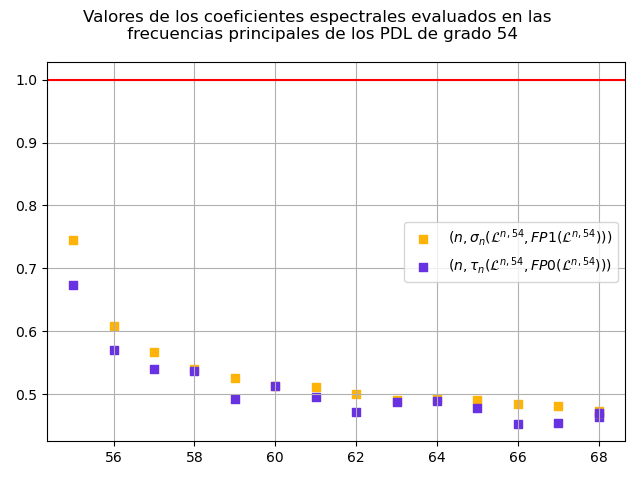 Valores de los coeficientes espectrales evaluados en las
frecuencias principales de los PDL de grado 54
1.0
0.9
0.8
0.7
0.6
0.5
(n, σₙ(ℒⁿ,⁵⁴, FP1(ℒⁿ,⁵⁴)))
(n, τₙ(ℒⁿ,⁵⁴, FP0(ℒⁿ,⁵⁴)))
56 58 60 62 64 66 68